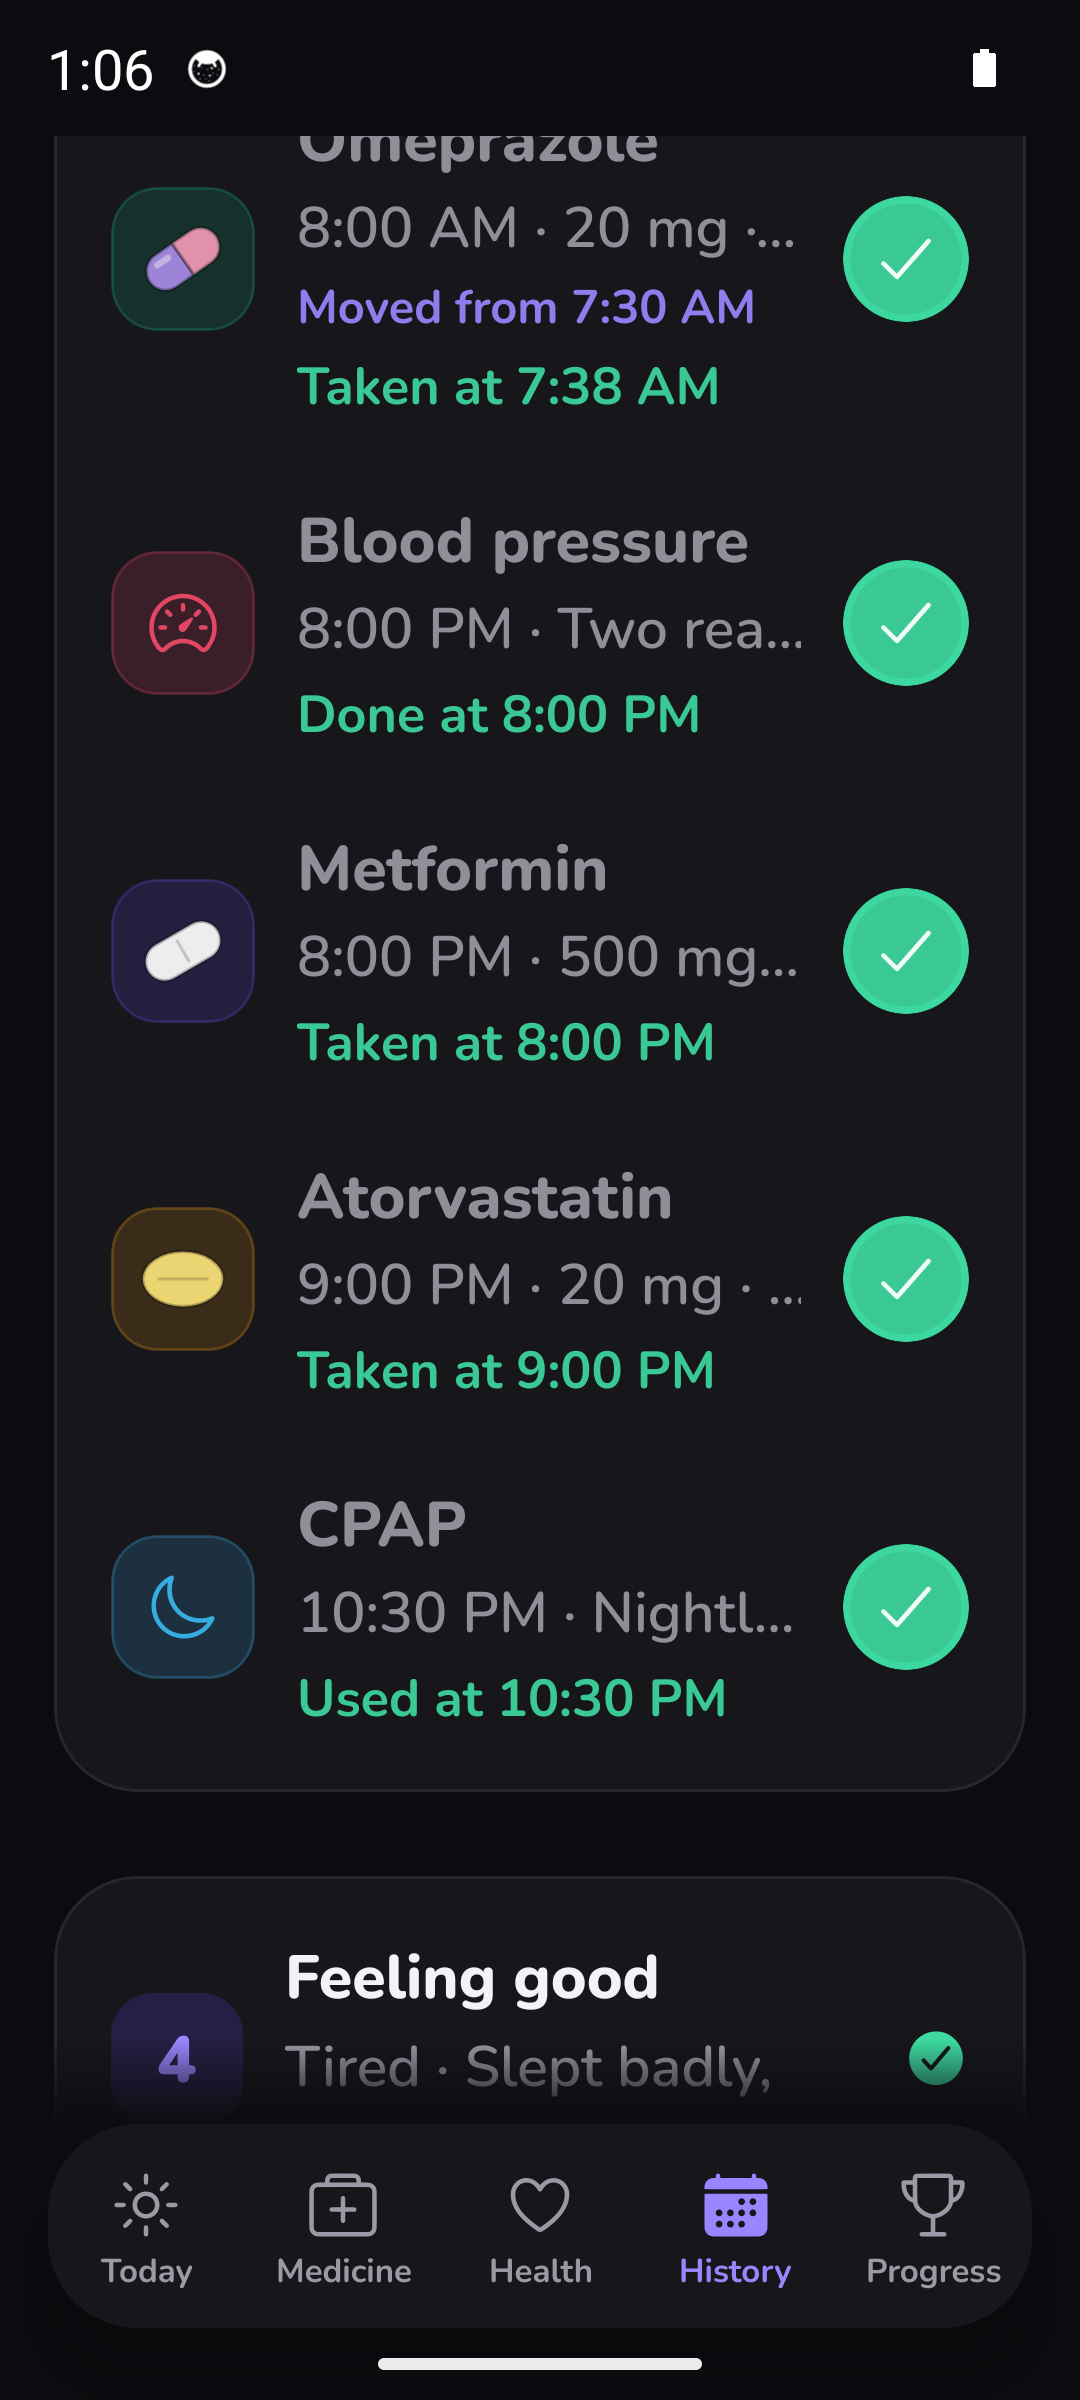 1:06
Omeprazole
8:00 AM · 20 mg ·...
Moved from 7:30 AM
Taken at 7:38 AM
Blood pressure
8:00 PM · Two rea...
Done at 8:00 PM
Metformin
8:00 PM · 500 mg...
Taken at 8:00 PM
Atorvastatin
9:00 PM · 20 mg · ...
Taken at 9:00 PM
CPAP
10:30 PM · Nightl...
Used at 10:30 PM
Feeling good
4
Tired · Slept badly,
Today
Medicine
Health
History
Progress